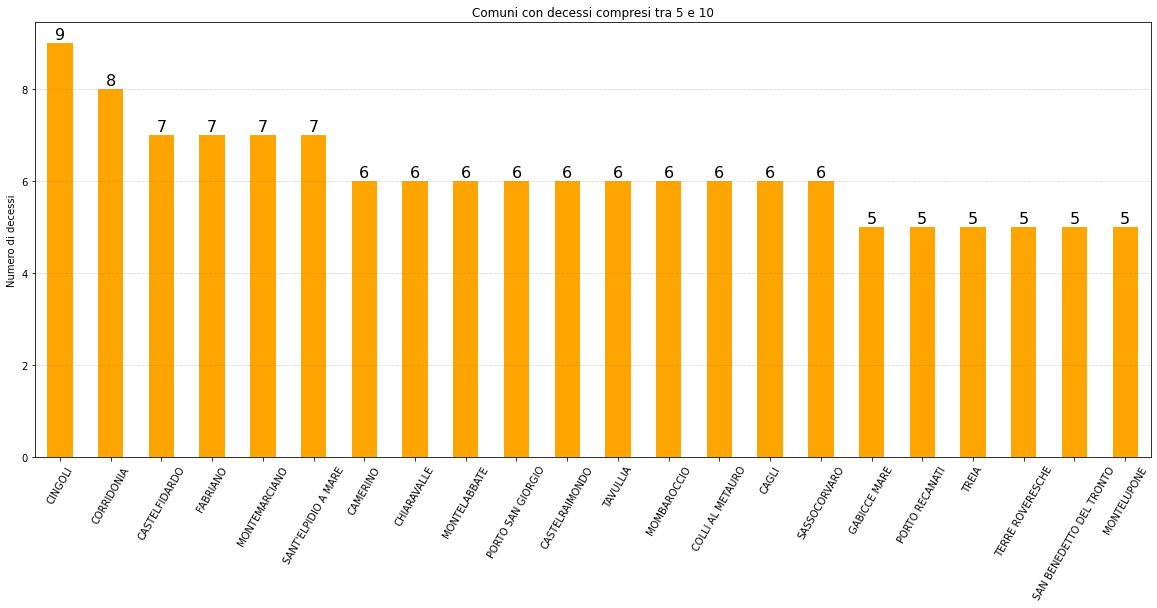 Comuni con decessi compresi tra 5 e 10
Numero di decessi
8
6
4
2
0
9
8
7
7
7
7
6
6
6
6
6
6
6
6
6
6
5
5
5
5
5
5
CINGOLI
CORRIDONIA
CASTELFIDARDO
FABRIANO
MONTEMARCIANO
SANT'ELPIDIO A MARE
CAMERINO
CHIARAVALLE
MONTELABBATE
PORTO SAN GIORGIO
CASTELRAIMONDO
TAVULLIA
MOMBAROCCIO
COLLI AL METAURO
CAGLI
SASSOCORVARO
GABICCE MARE
PORTO RECANATI
TREIA
TERRE ROVERESCHE
SAN BENEDETTO DEL TRONTO
MONTELUPONE